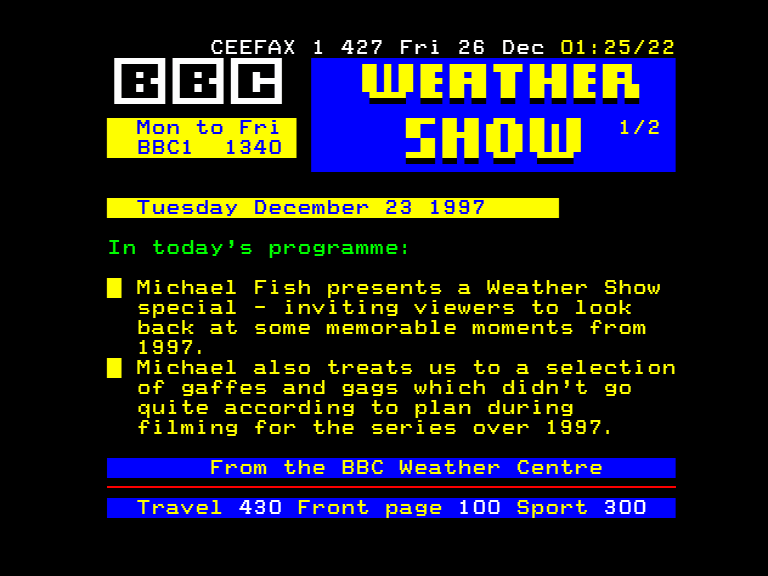 CEEFAX 1 427 Fri 26 Dec 01:25/22
BBC
WEATHER
SHOW 1/2
Mon to Fri
BBC1 1340
Tuesday December 23 1997
In today's programme:
Michael Fish presents a Weather Show
special - inviting viewers to look
back at some memorable moments from
1997.
Michael also treats us to a selection
of gaffes and gags which didn't go
quite according to plan during
filming for the series over 1997.
From the BBC Weather Centre
Travel 430 Front page 100 Sport 300